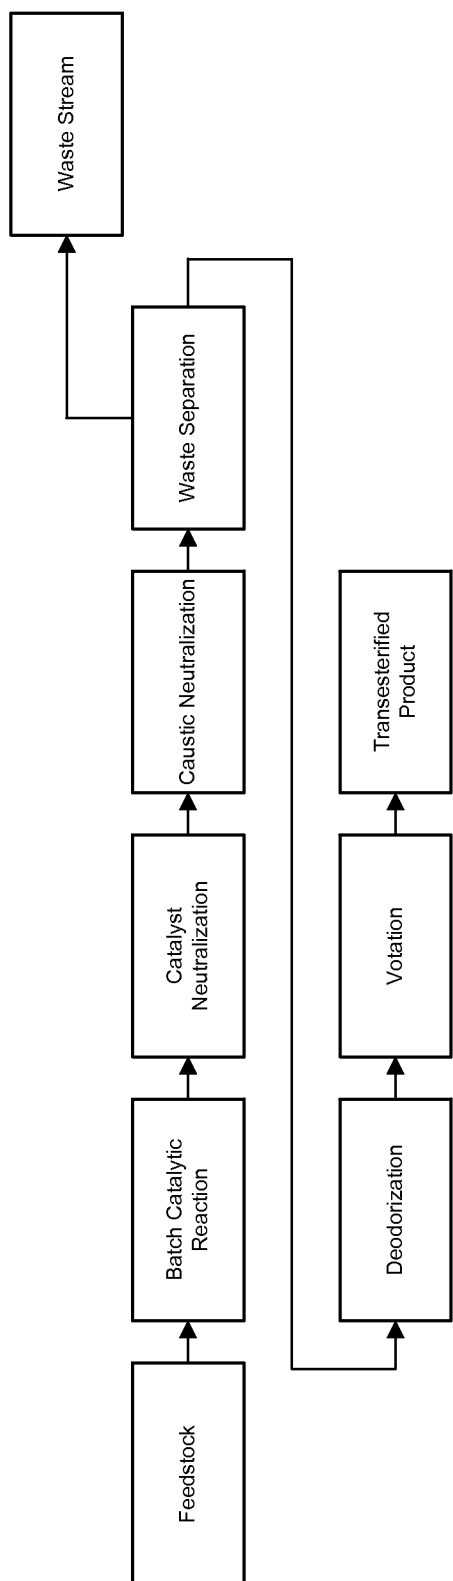 Feedstock
Batch Catalytic
Reaction
Catalyst
Neutralization
Caustic Neutralization
Waste Separation
Waste Stream
Deodorization
Votation
Transesterified
Product